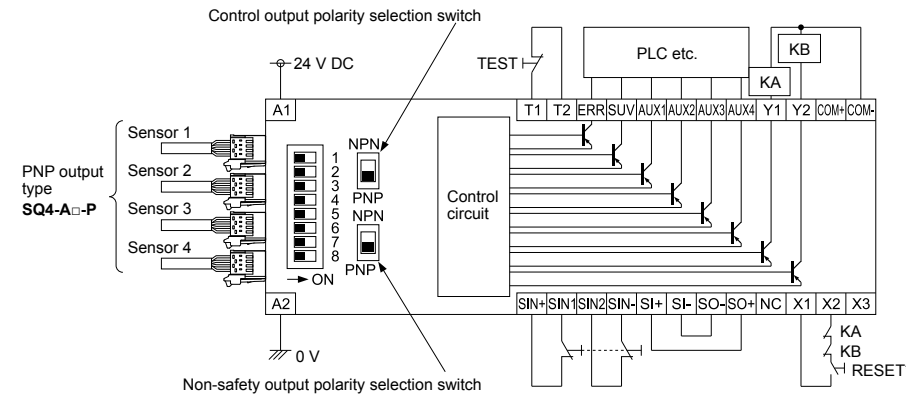 Control output polarity selection switch
24 V DC
TEST
PLC etc.
KA
KB
A1
T1 T2 ERR SUV AUX1 AUX2 AUX3 AUX4 Y1 Y2 COM+ COM-
Sensor 1
Sensor 2
Sensor 3
Sensor 4
PNP output
type
SQ4-A□-P
1
2
3
4
5
6
7
8
→ ON
NPN
PNP
NPN
PNP
Control
circuit
A2
SIN+ SIN1 SIN2 SIN- SI+ SI- SO- SO+ NC X1 X2 X3
0 V
KA
KB
RESET
Non-safety output polarity selection switch